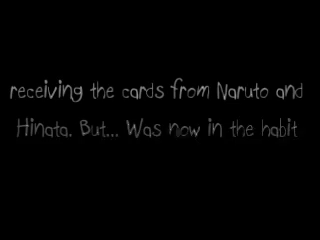 receiving the cards from Naruto and
Hinata. But... Was now in the habit